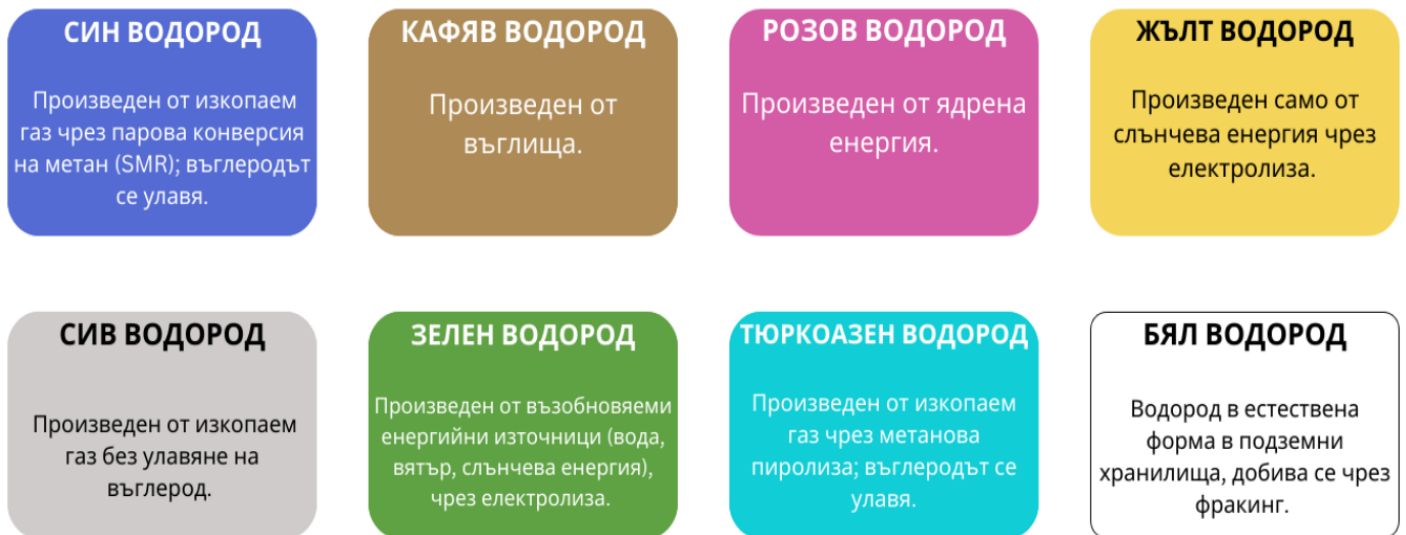 СИН ВОДОРОД
Произведен от изкопаем
газ чрез парова конверсия
на метан (SMR); въглеродът
се улавя.
КАФЯВ ВОДОРОД
Произведен от
въглища.
РОЗОВ ВОДОРОД
Произведен от ядрена
енергия.
ЖЪЛТ ВОДОРОД
Произведен само от
слънчева енергия чрез
електролиза.
СИВ ВОДОРОД
Произведен от изкопаем
газ без улавяне на
въглерод.
ЗЕЛЕН ВОДОРОД
Произведен от възобновяеми
енергийни източници (вода,
вятър, слънчева енергия),
чрез електролиза.
ТЮРКОАЗЕН ВОДОРОД
Произведен от изкопаем
газ чрез метанова
пиролиза; въглеродът се
улавя.
БЯЛ ВОДОРОД
Водород в естествена
форма в подземни
хранилища, добива се чрез
фракинг.